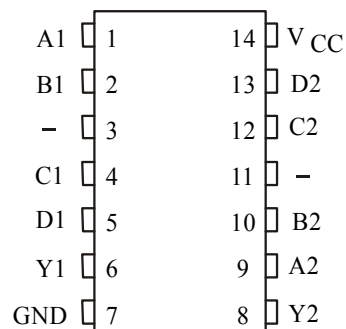 A1 1 14 V CC
B1 2 13 D2
– 3 12 C2
C1 4 11 –
D1 5 10 B2
Y1 6 9 A2
GND 7 8 Y2